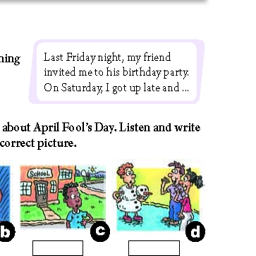 ning
Last Friday night, my friend
invited me to his birthday party.
On Saturday, I got up late and ...
about April Fool's Day. Listen and write
correct picture.
SCHOOL
b
c
d